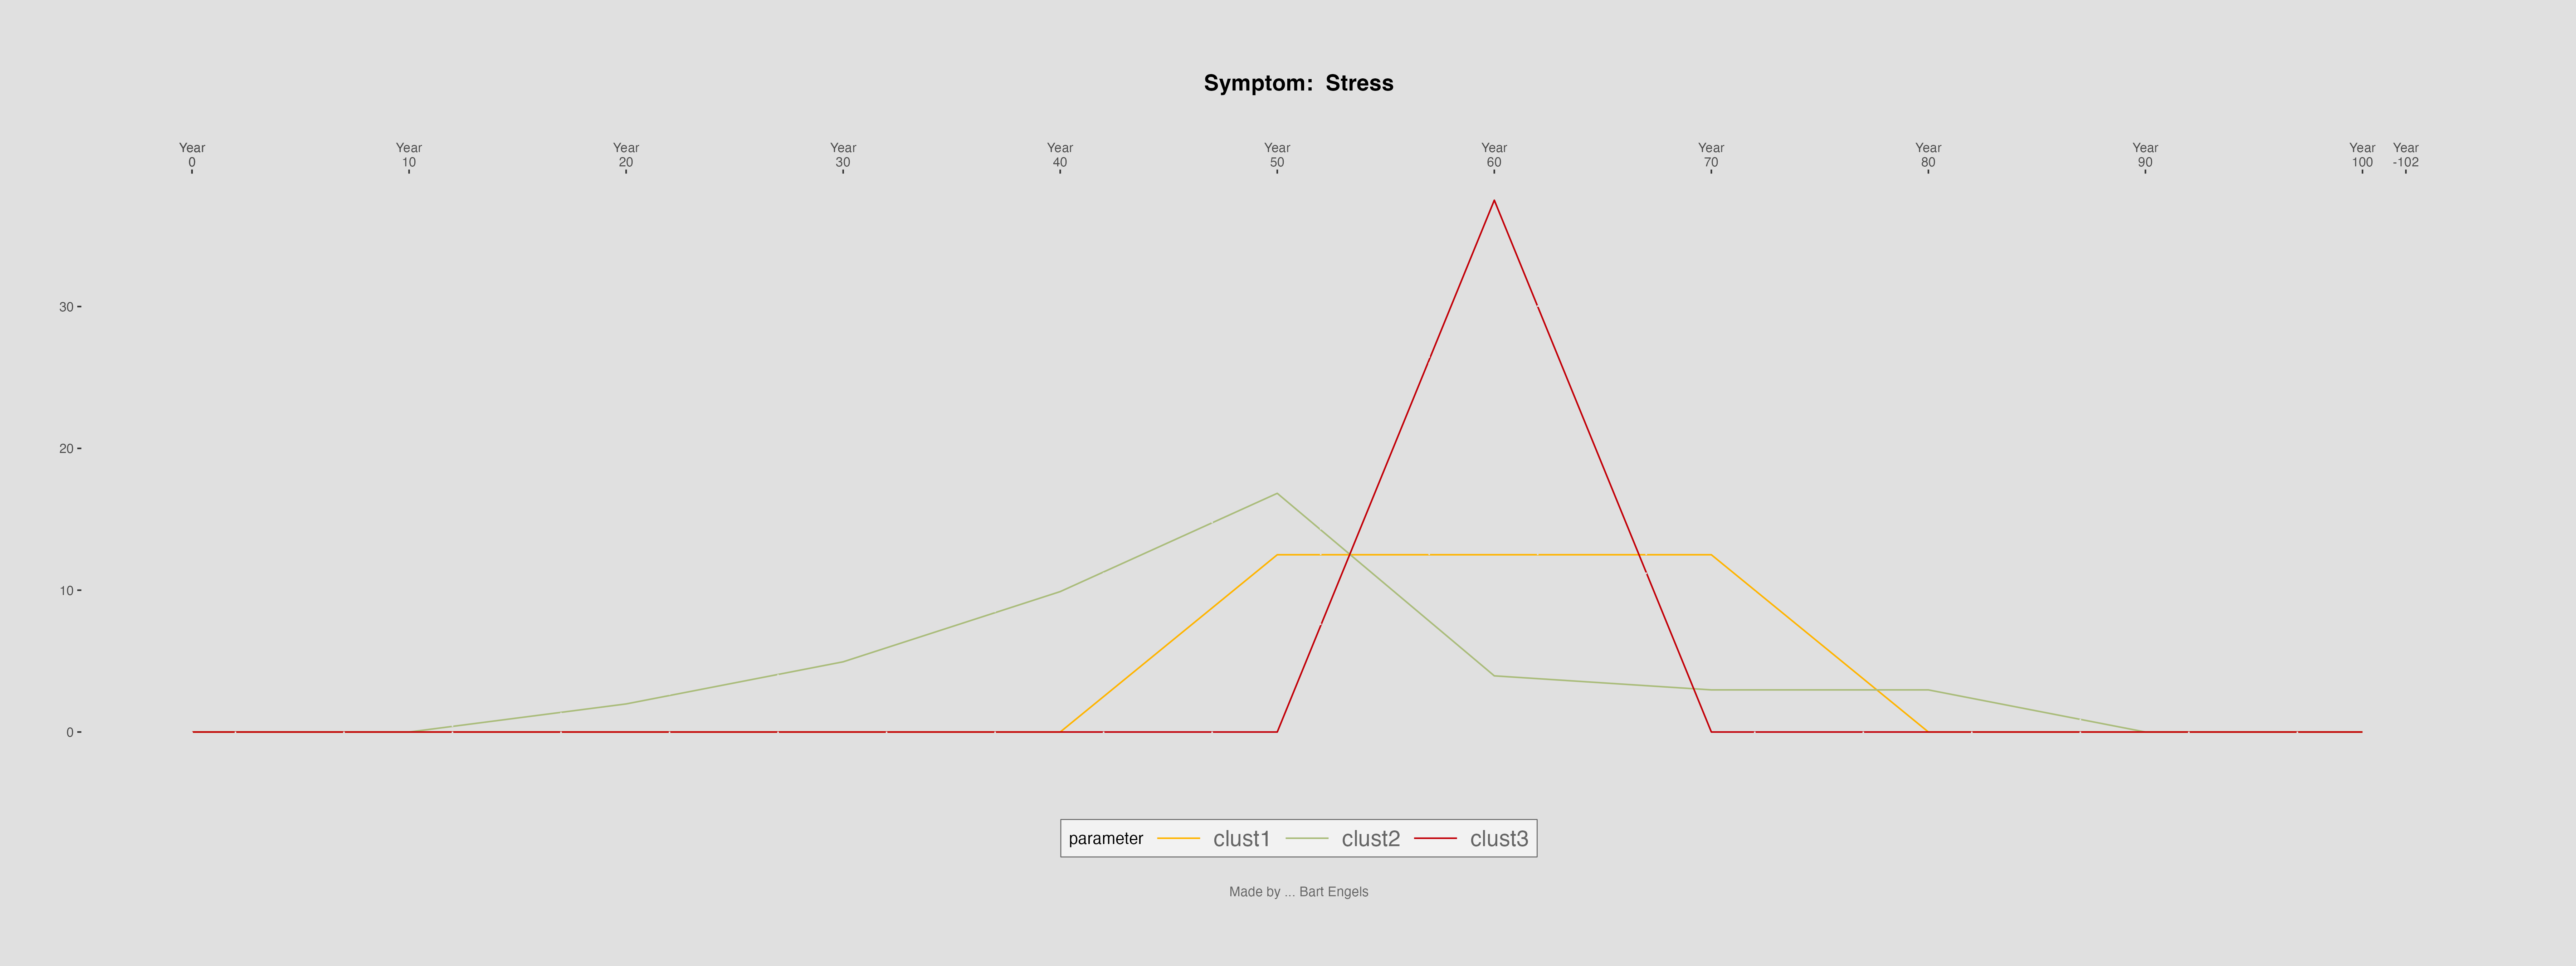 Symptom:  Stress
Year Year Year Year Year Year Year Year Year Year Year Year
0 10 20 30 40 50 60 70 80 90 100 -102
30
20
10
0
parameter clust1 clust2 clust3
Made by ... Bart Engels